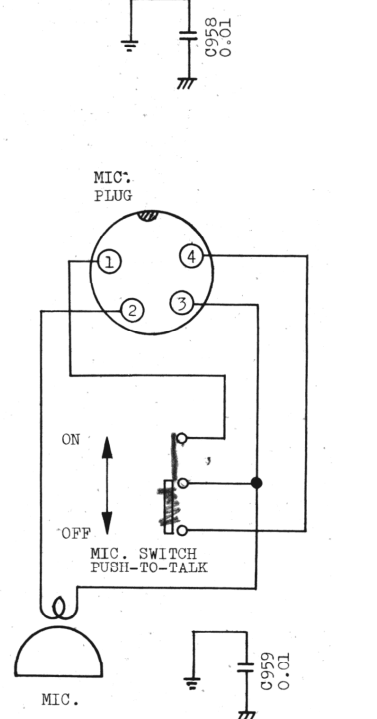 C958
0.01
MIC.
PLUG
1
4
2
3
ON
OFF
MIC. SWITCH
PUSH-TO-TALK
C959
0.01
MIC.